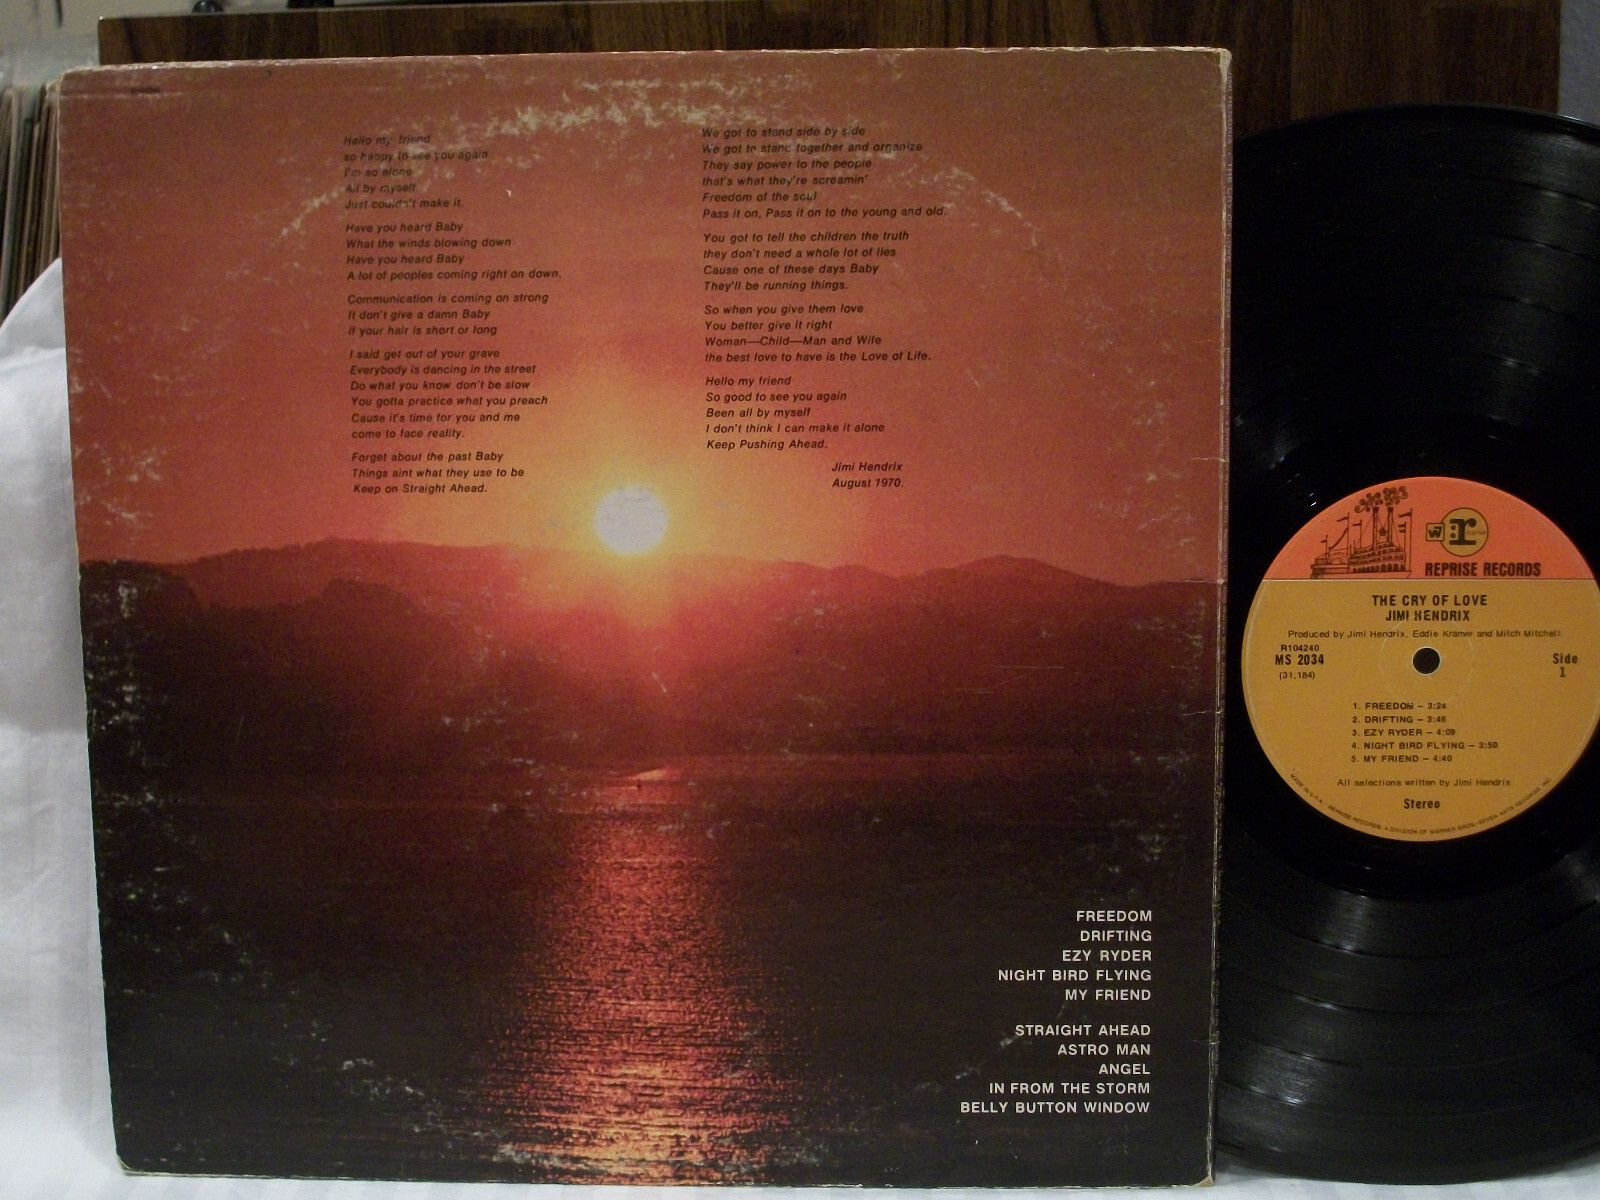 Hello my friend
so happy to see you again
I'm so alone
All by myself
Just couldn't make it.
Have you heard Baby
What the winds blowing down
Have you heard Baby
A lot of peoples coming right on down.
Communication is coming on strong
It don't give a damn Baby
if your hair is short or long
I said get out of your grave
Everybody is dancing in the street
Do what you know don't be slow
You gotta practice what you preach
Cause it's time for you and me
come to face reality.
Forget about the past Baby
Things aint what they use to be
Keep on Straight Ahead.
We got to stand side by side
We got to stand together and organize
They say power to the people
that's what they're screamin'
Freedom of the soul
Pass it on, Pass it on to the young and old.
You got to tell the children the truth
they don't need a whole lot of lies
Cause one of these days Baby
They'll be running things.
So when you give them love
You better give it right
Woman—Child—Man and Wife
the best love to have is the Love of Life.
Hello my friend
So good to see you again
Been all by myself
I don't think I can make it alone
Keep Pushing Ahead.
Jimi Hendrix
August 1970.
FREEDOM
DRIFTING
EZY RYDER
NIGHT BIRD FLYING
MY FRIEND
STRAIGHT AHEAD
ASTRO MAN
ANGEL
IN FROM THE STORM
BELLY BUTTON WINDOW
W r
REPRISE RECORDS
THE CRY OF LOVE
JIMI HENDRIX
Produced by Jimi Hendrix, Eddie Kramer and Mitch Mitchell
R104240
MS 2034
(31,184)
Side
1
1. FREEDOM – 3:24
2. DRIFTING – 3:46
3. EZY RYDER – 4:09
4. NIGHT BIRD FLYING – 3:50
5. MY FRIEND – 4:40
All selections written by Jimi Hendrix
Stereo
MADE IN U.S.A. · REPRISE RECORDS, A DIVISION OF WARNER BROS.-SEVEN ARTS RECORDS, INC.